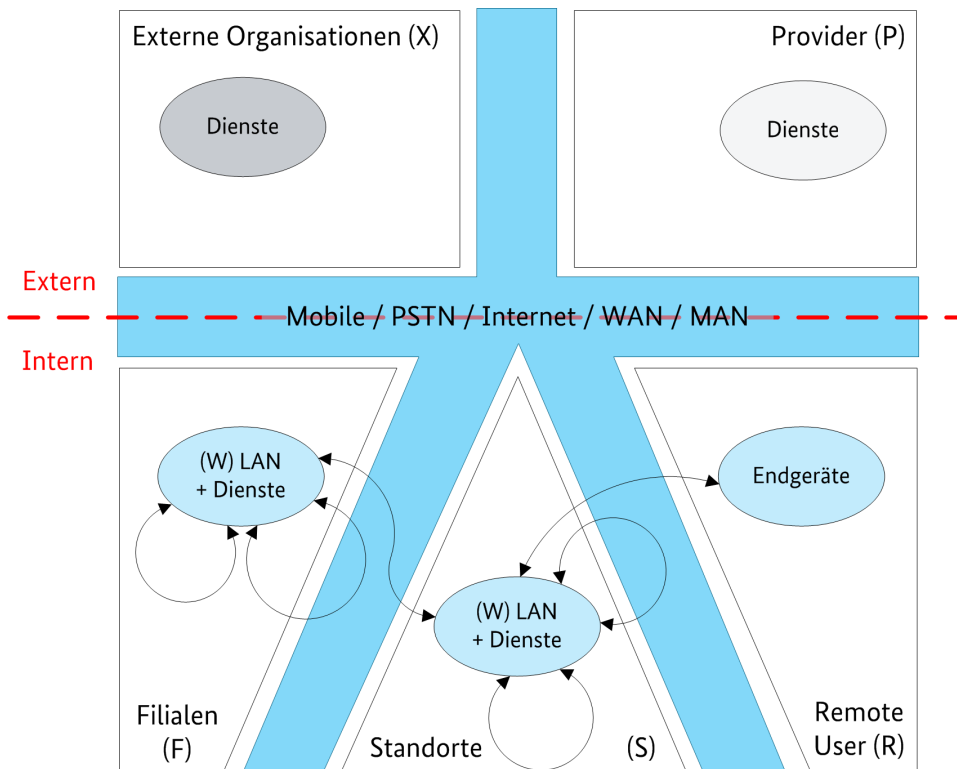 Externe Organisationen (X)
Provider (P)
Dienste
Dienste
Extern
Mobile / PSTN / Internet / WAN / MAN
Intern
(W) LAN
+ Dienste
Endgeräte
(W) LAN
+ Dienste
Filialen
(F)
Standorte
(S)
Remote
User (R)